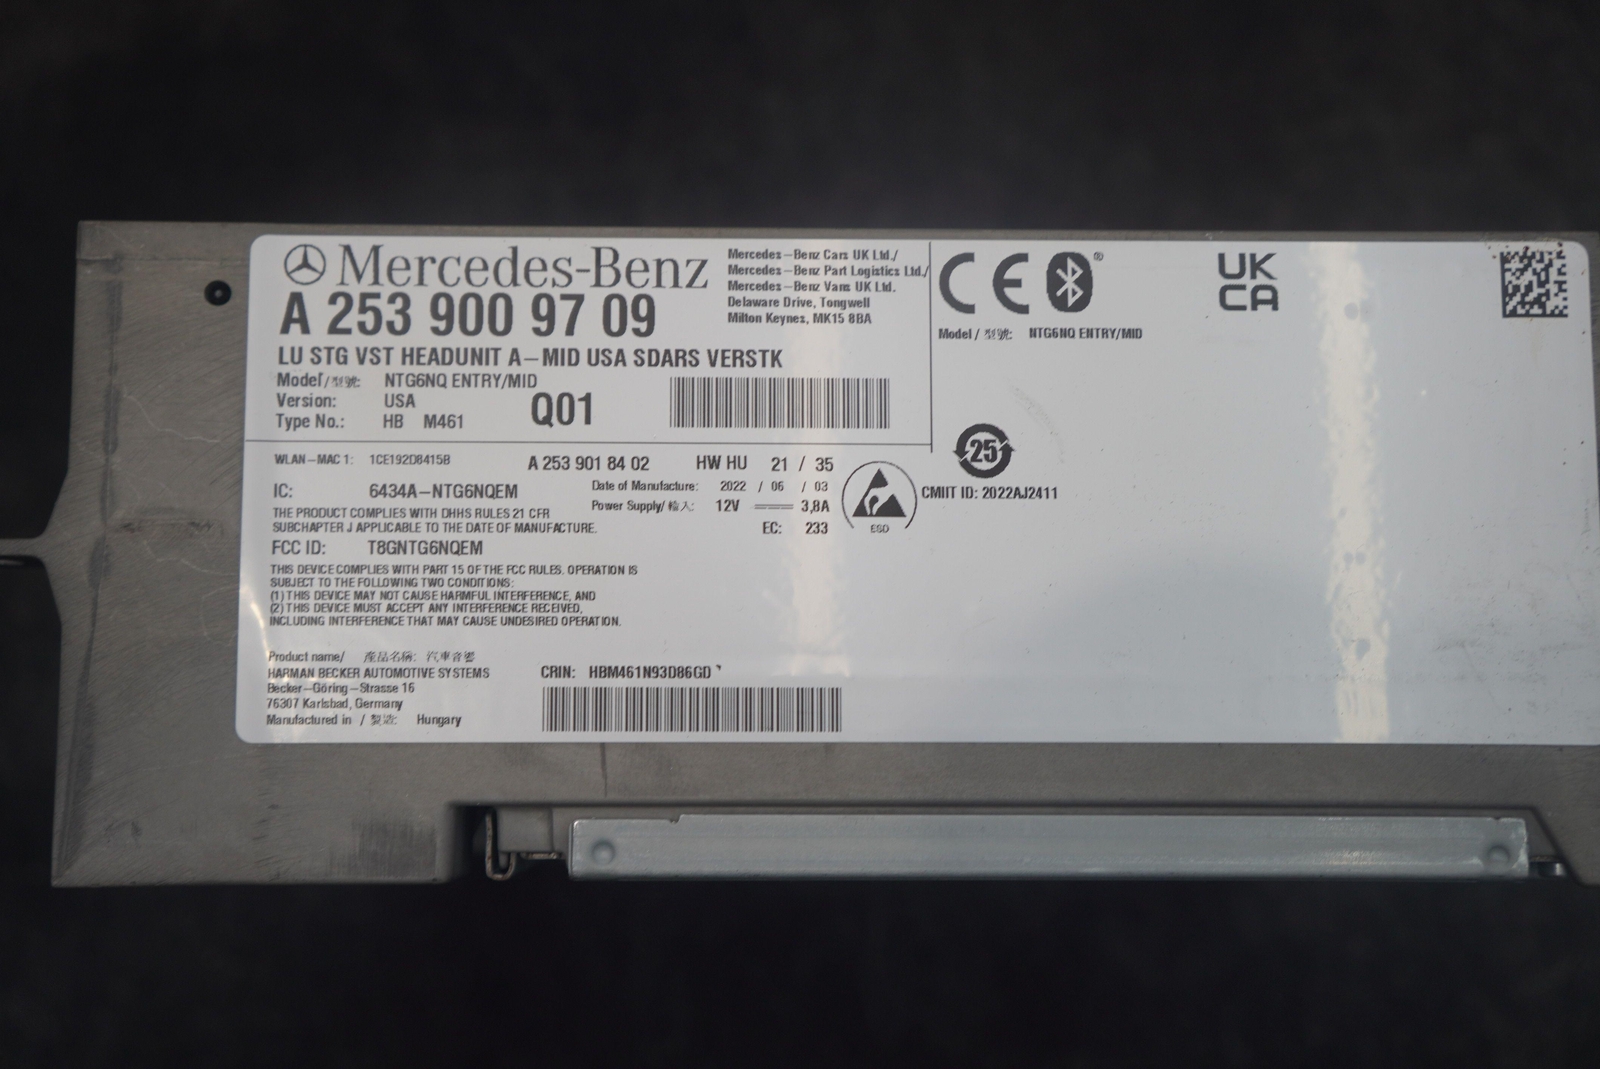 Mercedes-Benz
A 253 900 97 09
LU STG VST HEADUNIT A-MID USA SDARS VERSTK
Model/型號: NTG6NQ ENTRY/MID
Version: USA
Type No.: HB M461
Q01
Mercedes-Benz Cars UK Ltd./
Mercedes-Benz Part Logistics Ltd./
Mercedes-Benz Vans UK Ltd.
Delaware Drive, Tongwell
Milton Keynes, MK15 8BA
CE
UK
CA
Model / 型號: NTG6NQ ENTRY/MID
25
CMIIT ID: 2022AJ2411
WLAN-MAC 1: 1CE192D8415B
A 253 901 84 02 HW HU 21 / 35
IC: 6434A-NTG6NQEM
Date of Manufacture: 2022 / 06 / 03
Power Supply/ 輸入: 12V 3,8A
EC: 233
ESD
THE PRODUCT COMPLIES WITH DHHS RULES 21 CFR
SUBCHAPTER J APPLICABLE TO THE DATE OF MANUFACTURE.
FCC ID: T8GNTG6NQEM
THIS DEVICE COMPLIES WITH PART 15 OF THE FCC RULES. OPERATION IS
SUBJECT TO THE FOLLOWING TWO CONDITIONS:
(1) THIS DEVICE MAY NOT CAUSE HARMFUL INTERFERENCE, AND
(2) THIS DEVICE MUST ACCEPT ANY INTERFERENCE RECEIVED,
INCLUDING INTERFERENCE THAT MAY CAUSE UNDESIRED OPERATION.
Product name/ 產品名稱: 汽車音響
HARMAN BECKER AUTOMOTIVE SYSTEMS
Becker-Göring-Strasse 16
76307 Karlsbad, Germany
Manufactured in / 製造: Hungary
CRIN: HBM461N93D86GD